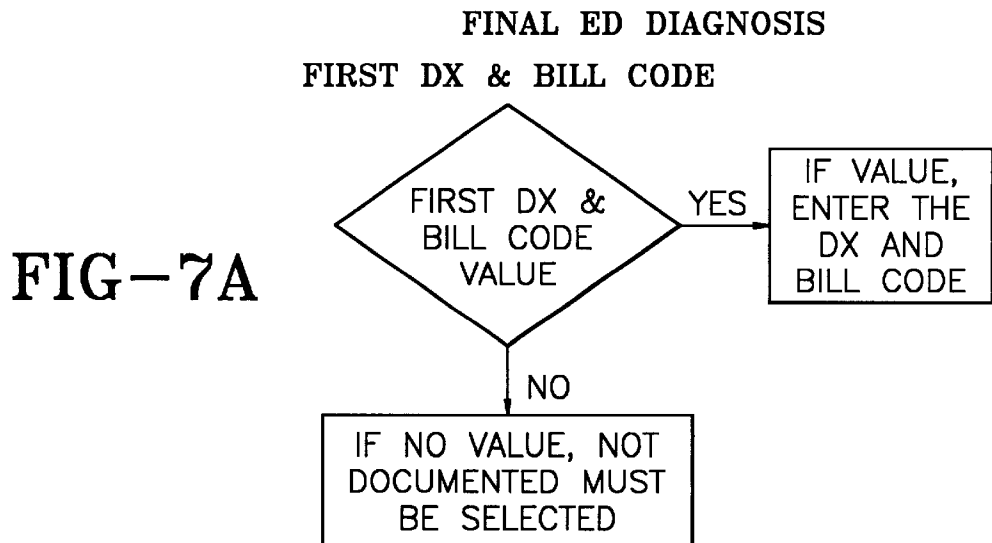 FINAL ED DIAGNOSIS
FIRST DX & BILL CODE
FIRST DX &
BILL CODE
VALUE
YES
IF VALUE,
ENTER THE
DX AND
BILL CODE
FIG-7A
NO
IF NO VALUE, NOT
DOCUMENTED MUST
BE SELECTED